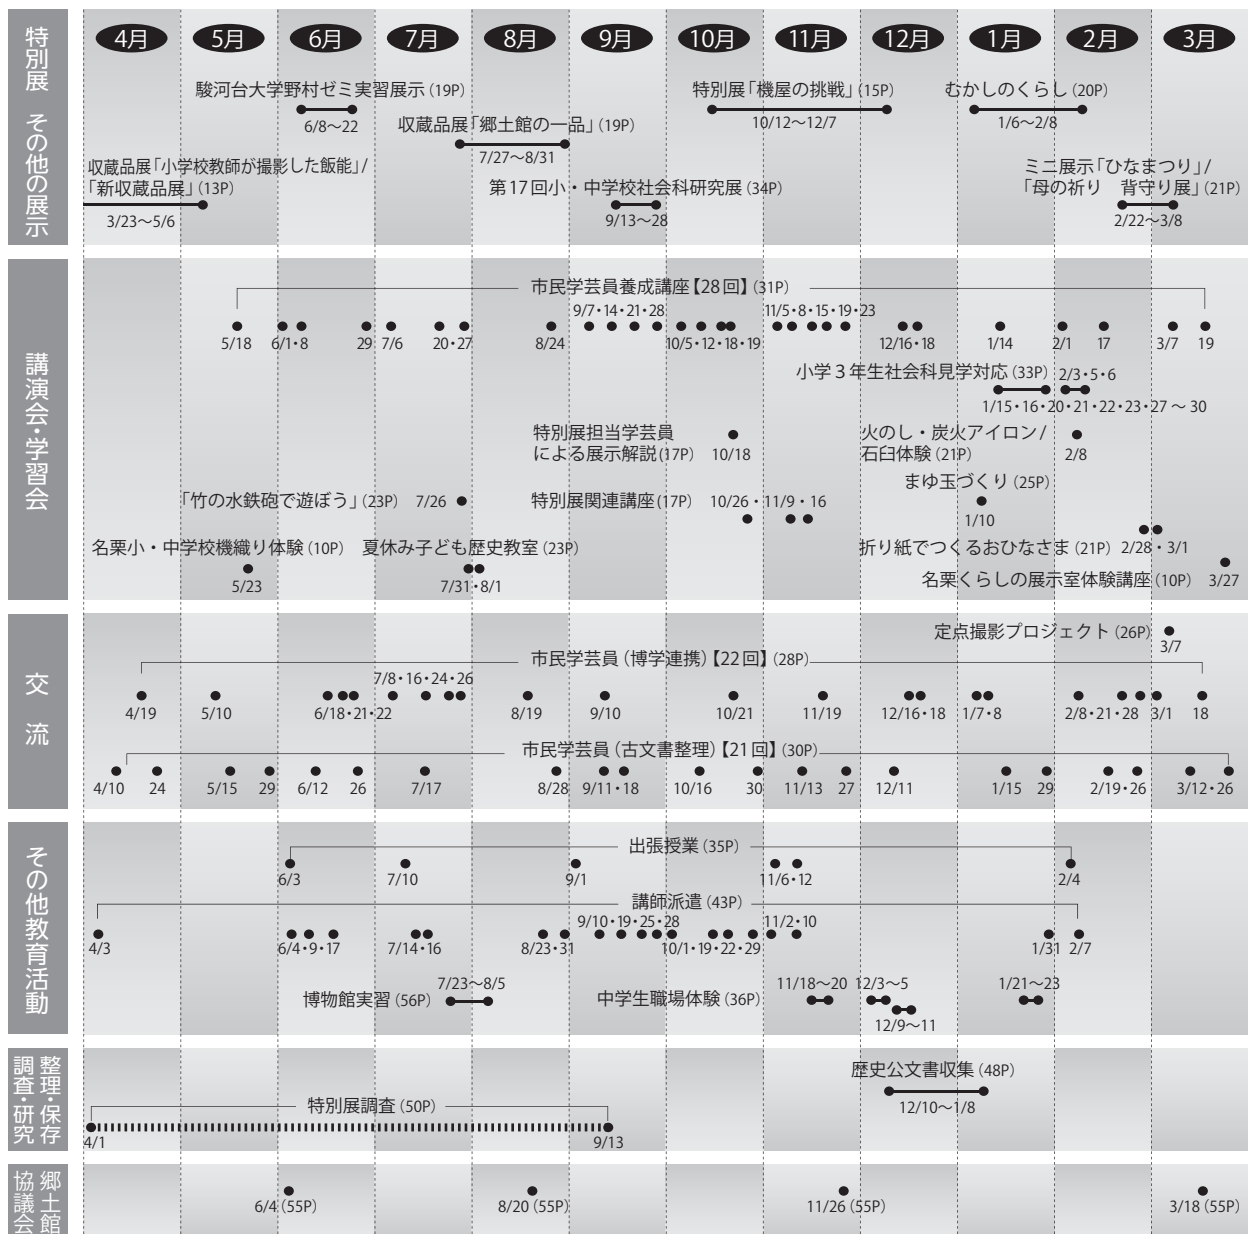 4月 5月 6月 7月 8月 9月 10月 11月 12月 1月 2月 3月
特別展 その他の展示
駿河台大学野村ゼミ実習展示(19P)
6/8〜22
特別展「機屋の挑戦」(15P)
10/12〜12/7
むかしのくらし(20P)
1/6〜2/8
収蔵品展「郷土館の一品」(19P)
7/27〜8/31
収蔵品展「小学校教師が撮影した飯能」/
「新収蔵品展」(13P)
3/23〜5/6
第17回小・中学校社会科研究展(34P)
9/13〜28
ミニ展示「ひなまつり」/
「母の祈り 背守り展」(21P)
2/22〜3/8
講演会・学習会
市民学芸員養成講座【28回】(31P)
9/7・14・21・28 11/5・8・15・19・23
5/18 6/1・8 29 7/6 20・27 8/24 10/5・12・18・19 12/16・18 1/14 2/1 17 3/7 19
小学3年生社会科見学対応(33P) 2/3・5・6
1/15・16・20・21・22・23・27 〜 30
特別展担当学芸員
による展示解説(17P) 10/18
火のし・炭火アイロン/
石臼体験(21P) 2/8
まゆ玉づくり(25P)
1/10
「竹の水鉄砲で遊ぼう」(23P) 7/26
特別展関連講座(17P) 10/26・11/9・16
名栗小・中学校機織り体験(10P)
5/23
夏休み子ども歴史教室(23P)
7/31・8/1
折り紙でつくるおひなさま(21P) 2/28・3/1
名栗くらしの展示室体験講座(10P) 3/27
交流
定点撮影プロジェクト(26P)
3/7
市民学芸員(博学連携)【22回】(28P)
7/8・16・24・26
4/19 5/10 6/18・21・22 8/19 9/10 10/21 11/19 12/16・18 1/7・8 2/8・21・28 3/1 18
市民学芸員(古文書整理)【21回】(30P)
4/10 24 5/15 29 6/12 26 7/17 8/28 9/11・18 10/16 30 11/13 27 12/11 1/15 29 2/19・26 3/12・26
その他教育活動
出張授業(35P)
6/3 7/10 9/1 11/6・12 2/4
講師派遣(43P)
9/10・19・25・28 11/2・10
4/3 6/4・9・17 7/14・16 8/23・31 10/1・19・22・29 1/31 2/7
博物館実習(56P) 7/23〜8/5
中学生職場体験(36P) 11/18〜20 12/3〜5 1/21〜23
12/9〜11
整理・保存
調査・研究
歴史公文書収集(48P)
12/10〜1/8
特別展調査(50P)
4/1 9/13
郷土館
協議会
6/4(55P) 8/20(55P) 11/26(55P) 3/18(55P)